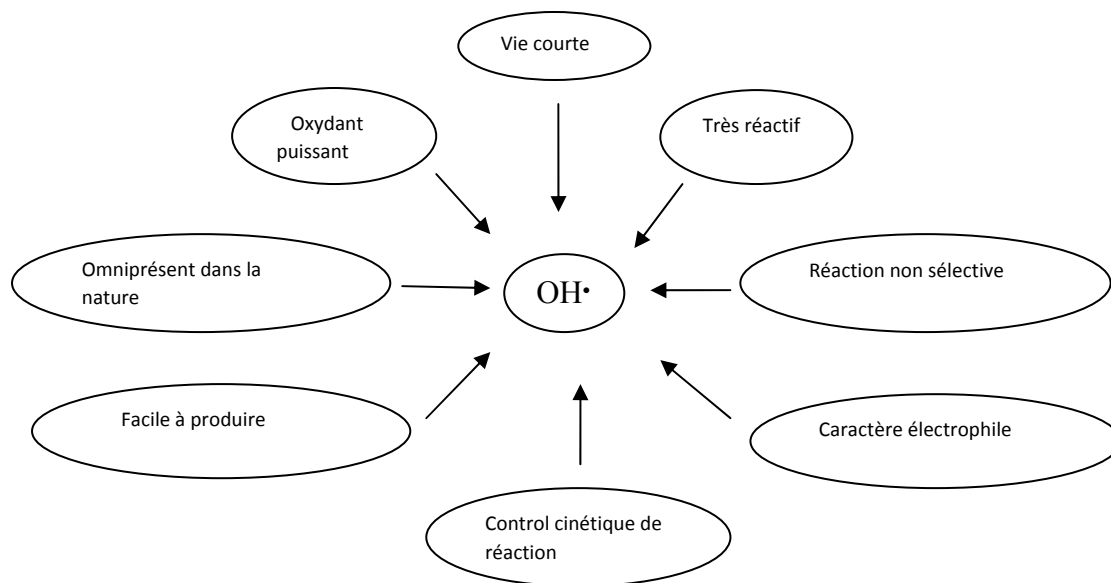 Vie courte
Oxydant
puissant
Très réactif
Omniprésent dans la
nature
OH•
Réaction non sélective
Facile à produire
Caractère électrophile
Control cinétique de
réaction